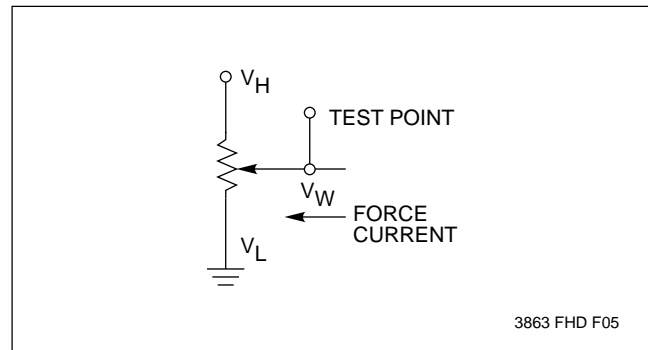 VH
TEST POINT
VW
FORCE
CURRENT
VL
3863 FHD F05